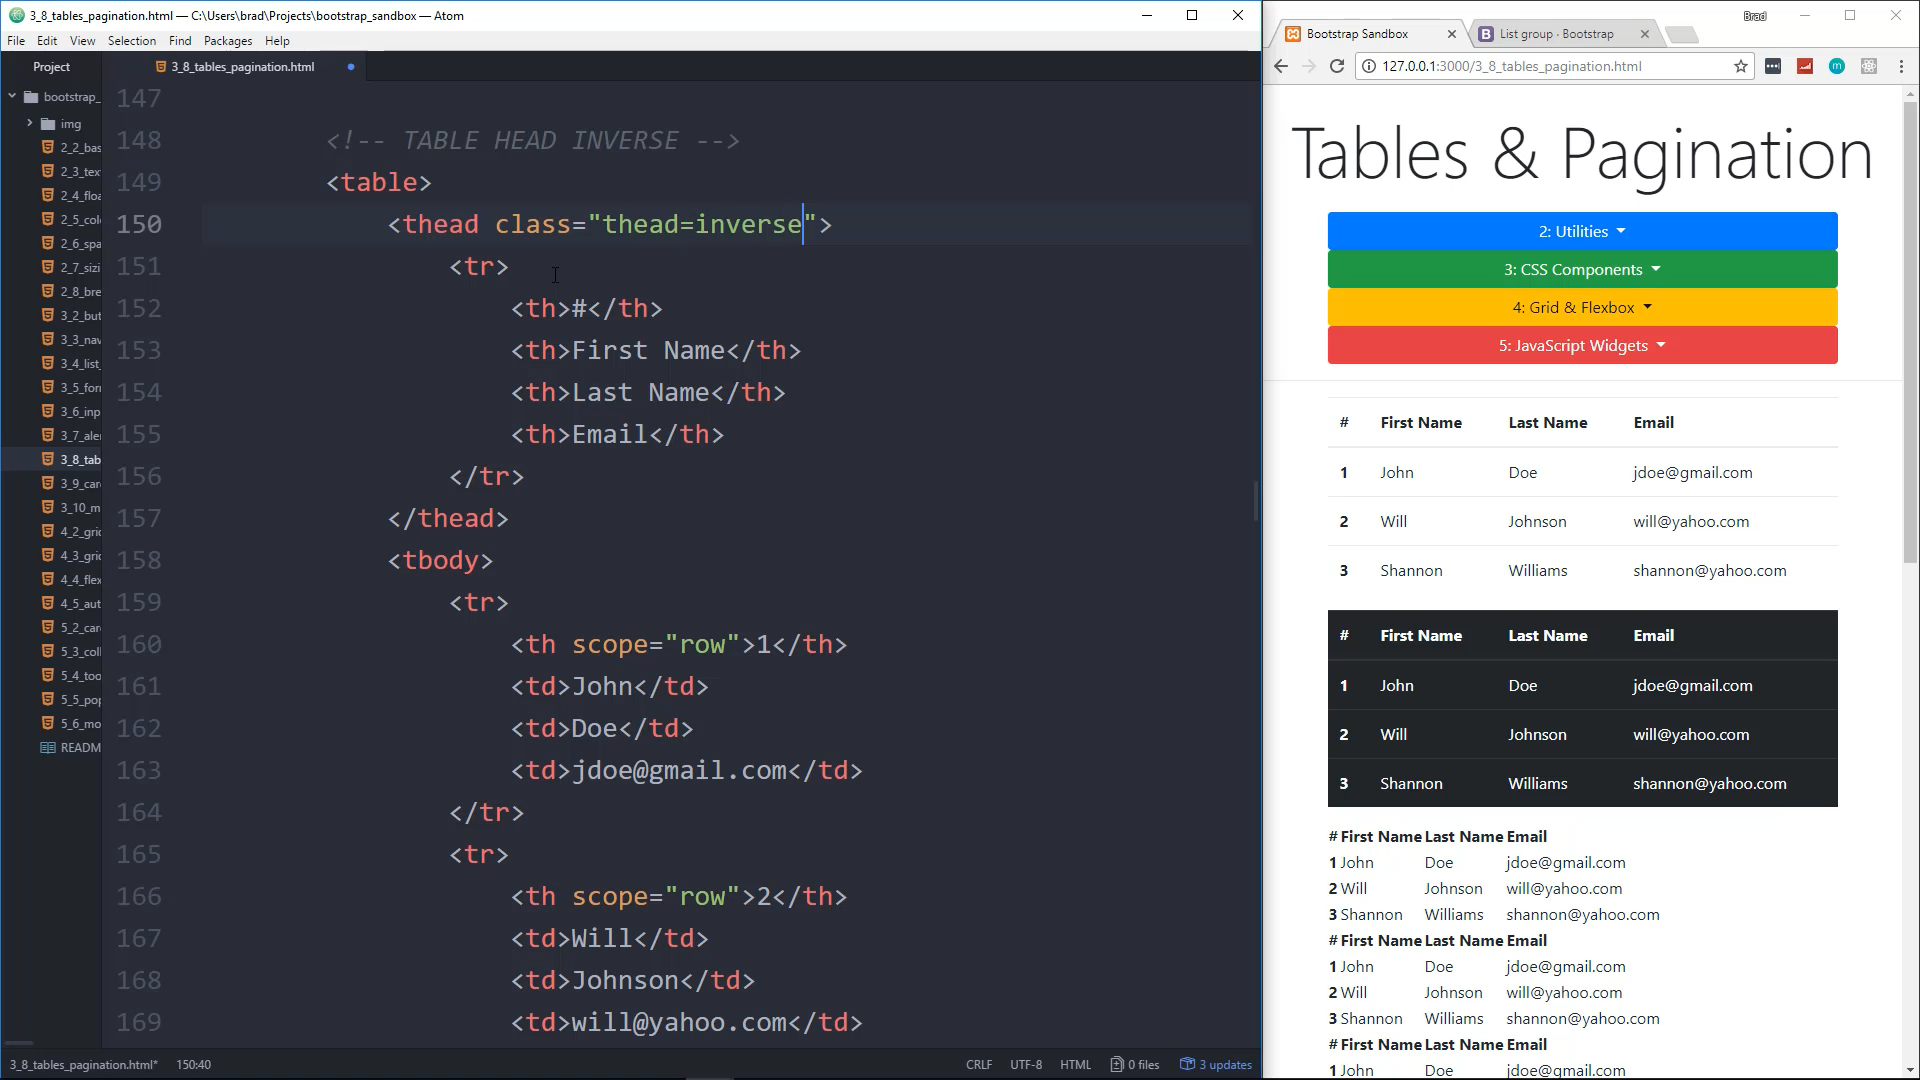 3_8_tables_pagination.html — C:\Users\brad\Projects\bootstrap_sandbox — Atom
File Edit View Selection Find Packages Help
Project
bootstrap_
img
2_2_bas
2_3_tex
2_4_floa
2_5_colo
2_6_spa
2_7_sizi
2_8_bre
3_2_but
3_3_nav
3_4_list_
3_5_forn
3_6_inp
3_7_aler
3_8_tab
3_9_car
3_10_m
4_2_gric
4_3_gric
4_4_flex
4_5_aut
5_2_car
5_3_coll
5_4_too
5_5_pop
5_6_mo
README
3_8_tables_pagination.html
147
148 <!-- TABLE HEAD INVERSE -->
149 <table>
150 <thead class="thead=inverse">
151 <tr>
152 <th>#</th>
153 <th>First Name</th>
154 <th>Last Name</th>
155 <th>Email</th>
156 </tr>
157 </thead>
158 <tbody>
159 <tr>
160 <th scope="row">1</th>
161 <td>John</td>
162 <td>Doe</td>
163 <td>jdoe@gmail.com</td>
164 </tr>
165 <tr>
166 <th scope="row">2</th>
167 <td>Will</td>
168 <td>Johnson</td>
169 <td>will@yahoo.com</td>
3_8_tables_pagination.html* 150:40 CRLF UTF-8 HTML 0 files 3 updates
Brad
Bootstrap Sandbox List group · Bootstrap
127.0.0.1:3000/3_8_tables_pagination.html
Tables & Pagination
2: Utilities
3: CSS Components
4: Grid & Flexbox
5: JavaScript Widgets
# First Name Last Name Email
1 John Doe jdoe@gmail.com
2 Will Johnson will@yahoo.com
3 Shannon Williams shannon@yahoo.com
# First Name Last Name Email
1 John Doe jdoe@gmail.com
2 Will Johnson will@yahoo.com
3 Shannon Williams shannon@yahoo.com
# First Name Last Name Email
1 John Doe jdoe@gmail.com
2 Will Johnson will@yahoo.com
3 Shannon Williams shannon@yahoo.com
# First Name Last Name Email
1 John Doe jdoe@gmail.com
2 Will Johnson will@yahoo.com
3 Shannon Williams shannon@yahoo.com
# First Name Last Name Email
1 John Doe jdoe@gmail.com